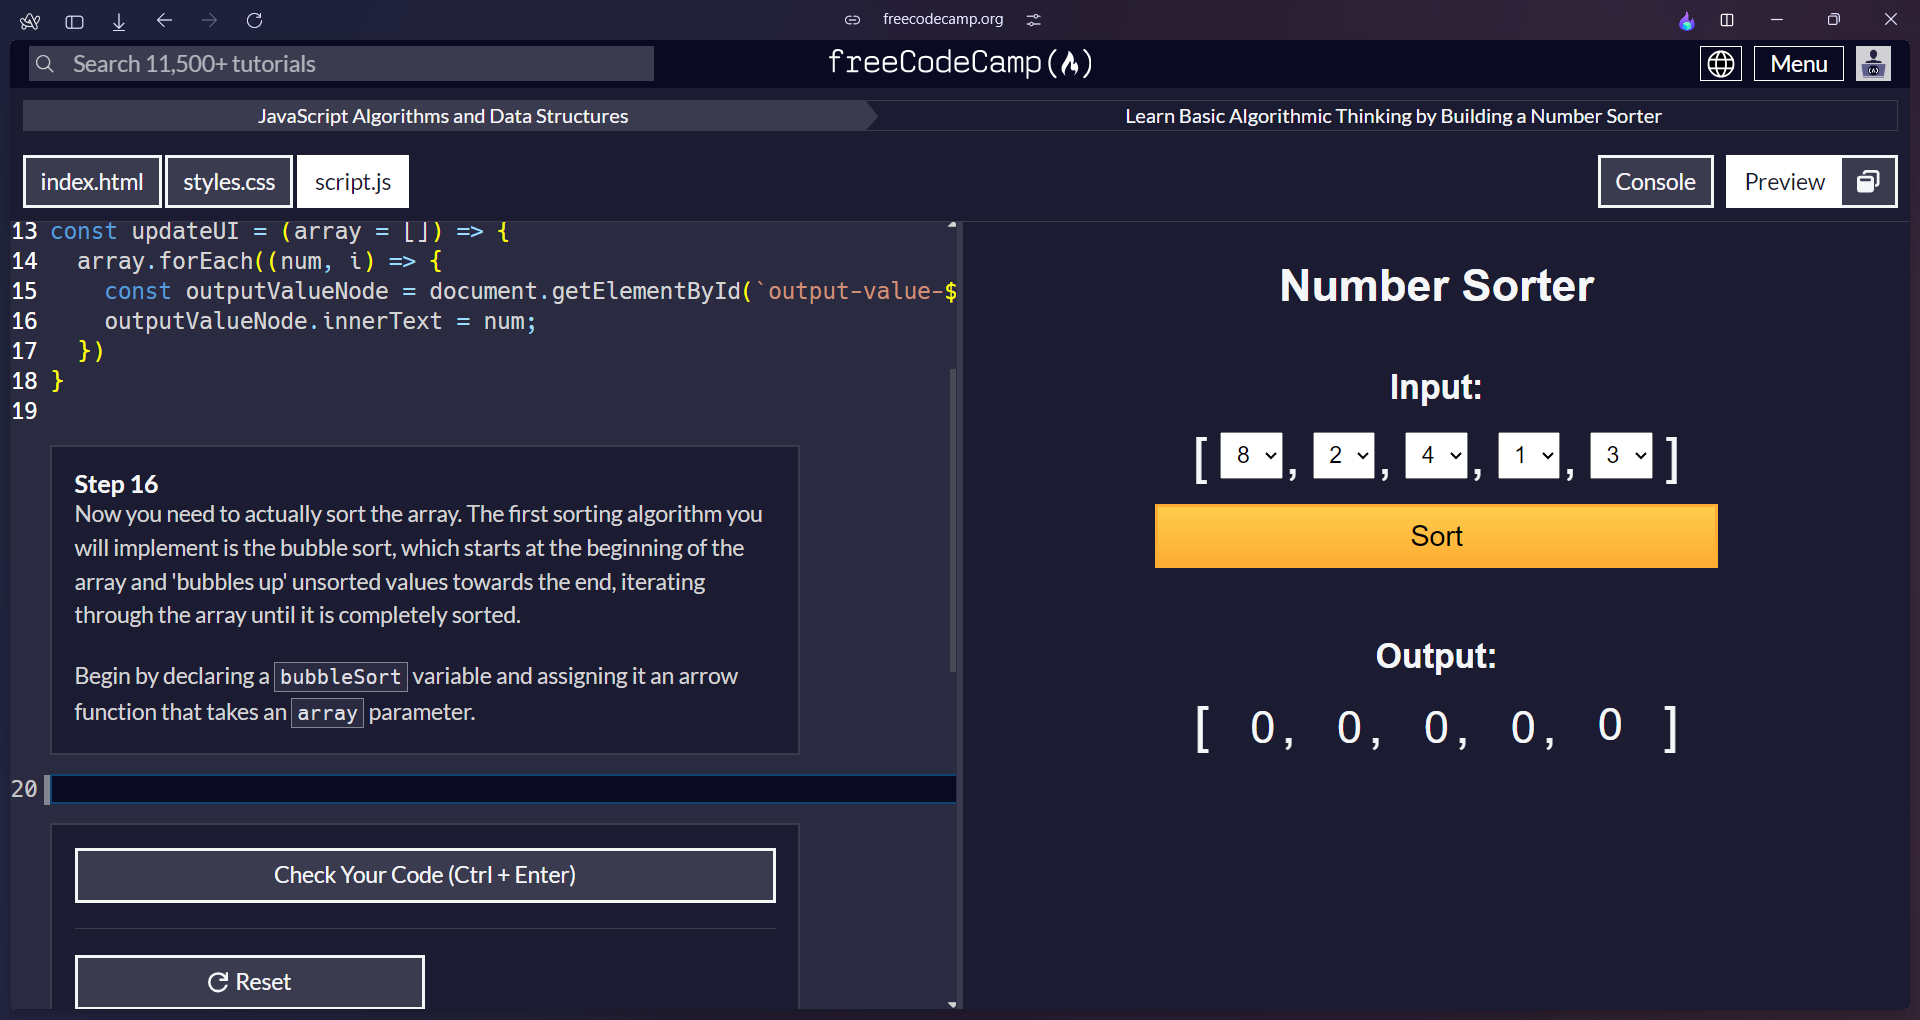 freecodecamp.org
Search 11,500+ tutorials
freeCodeCamp
Menu
JavaScript Algorithms and Data Structures
Learn Basic Algorithmic Thinking by Building a Number Sorter
index.html
styles.css
script.js
Console
Preview
13 const updateUI = (array = []) => {
14 array.forEach((num, i) => {
15 const outputValueNode = document.getElementById(`output-value-$
16 outputValueNode.innerText = num;
17 })
18 }
19
Step 16
Now you need to actually sort the array. The first sorting algorithm you
will implement is the bubble sort, which starts at the beginning of the
array and 'bubbles up' unsorted values towards the end, iterating
through the array until it is completely sorted.
Begin by declaring a bubbleSort variable and assigning it an arrow
function that takes an array parameter.
20
Check Your Code (Ctrl + Enter)
Reset
Number Sorter
Input:
[ 8 , 2 , 4 , 1 , 3 ]
Sort
Output:
[ 0, 0, 0, 0, 0 ]